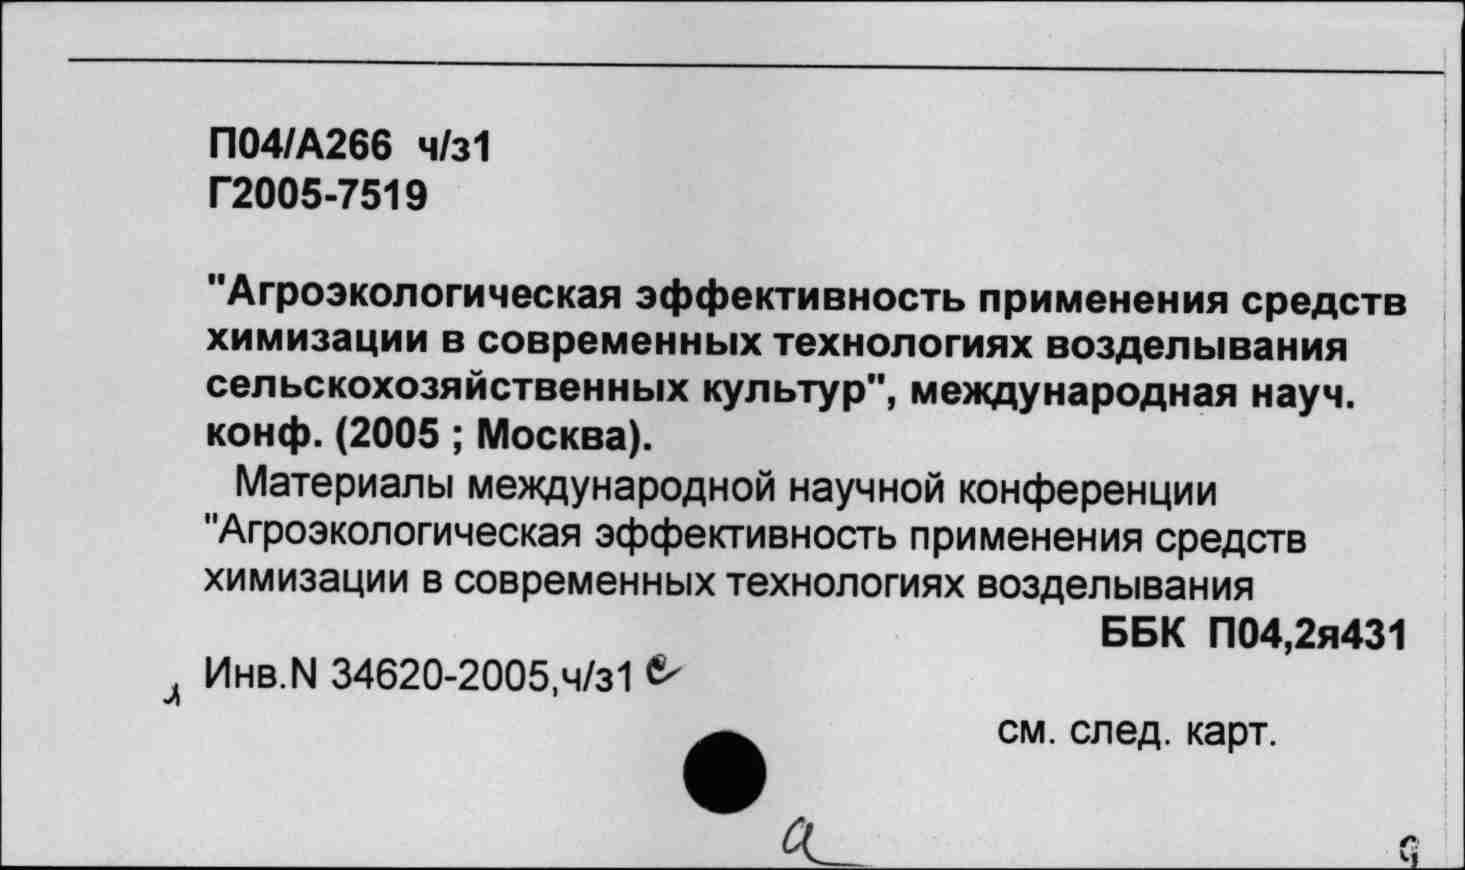 П04/А266 ч/з1
Г2005-7519
"Агроэкологическая эффективность применения средств
химизации в современных технологиях возделывания
сельскохозяйственных культур", международная науч.
конф. (2005 ; Москва).
Материалы международной научной конференции
"Агроэкологическая эффективность применения средств
химизации в современных технологиях возделывания
ББК П04,2я431
Инв.N 34620-2005,ч/з1
см. след. карт.
а